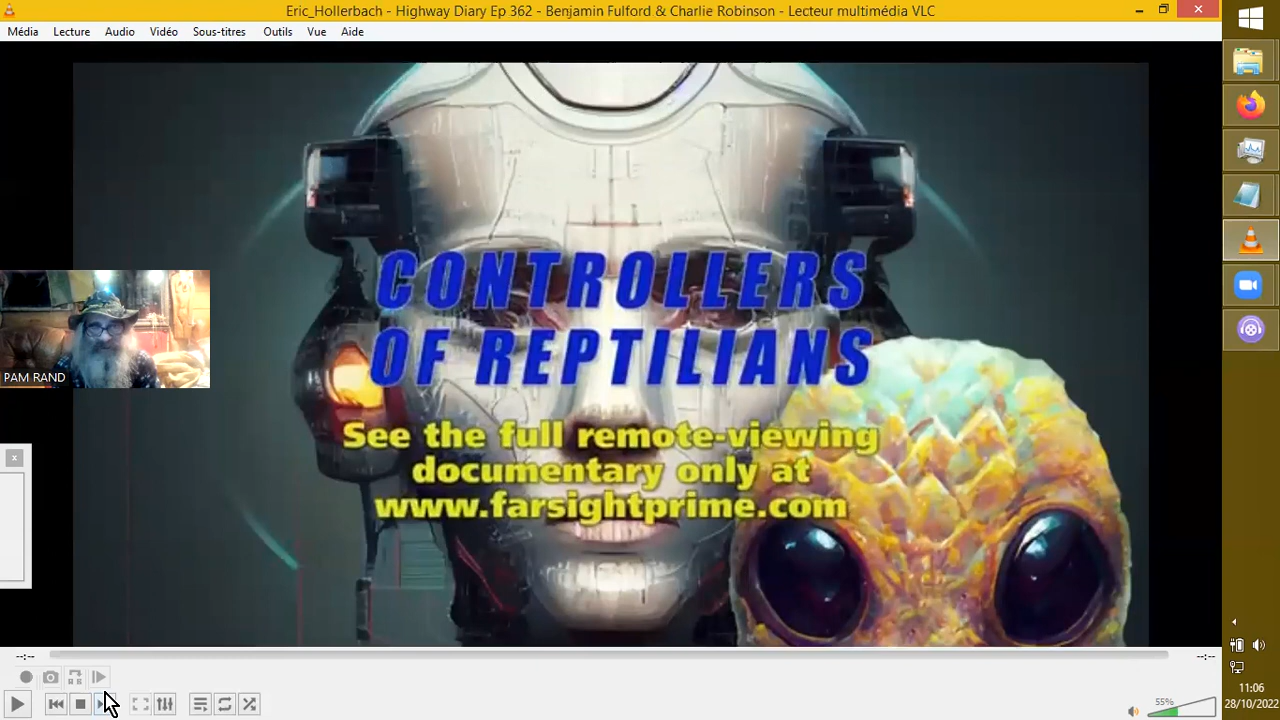 Eric_Hollerbach - Highway Diary Ep 362 - Benjamin Fulford & Charlie Robinson - Lecteur multimédia VLC
Média Lecture Audio Vidéo Sous-titres Outils Vue Aide
CONTROLLERS
OF REPTILIANS
PAM RAND
See the full remote-viewing
documentary only at
www.farsightprime.com
--:-- --:--
55%
11:06
28/10/2022